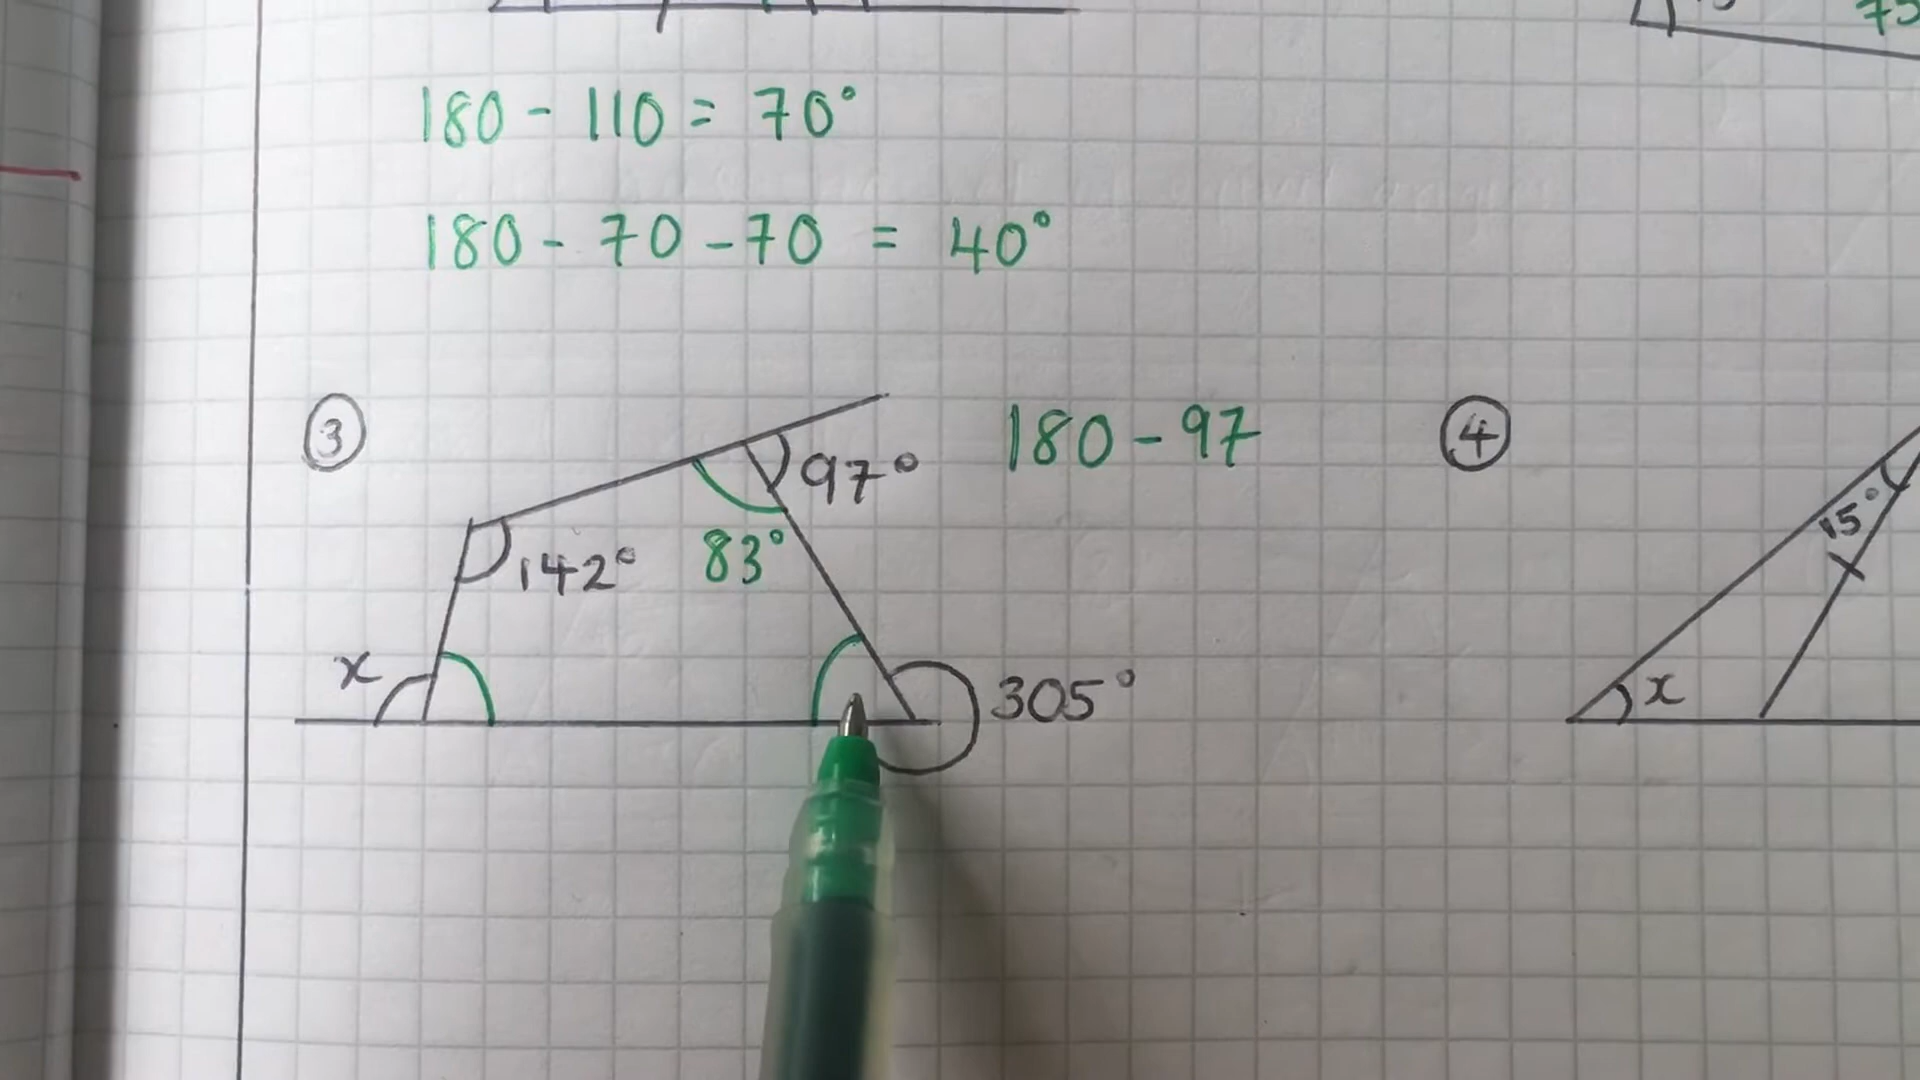 180 - 110 = 70°
180 - 70 - 70 = 40°
③
97°
180 - 97
142°
83°
x
305°
④
15°
x